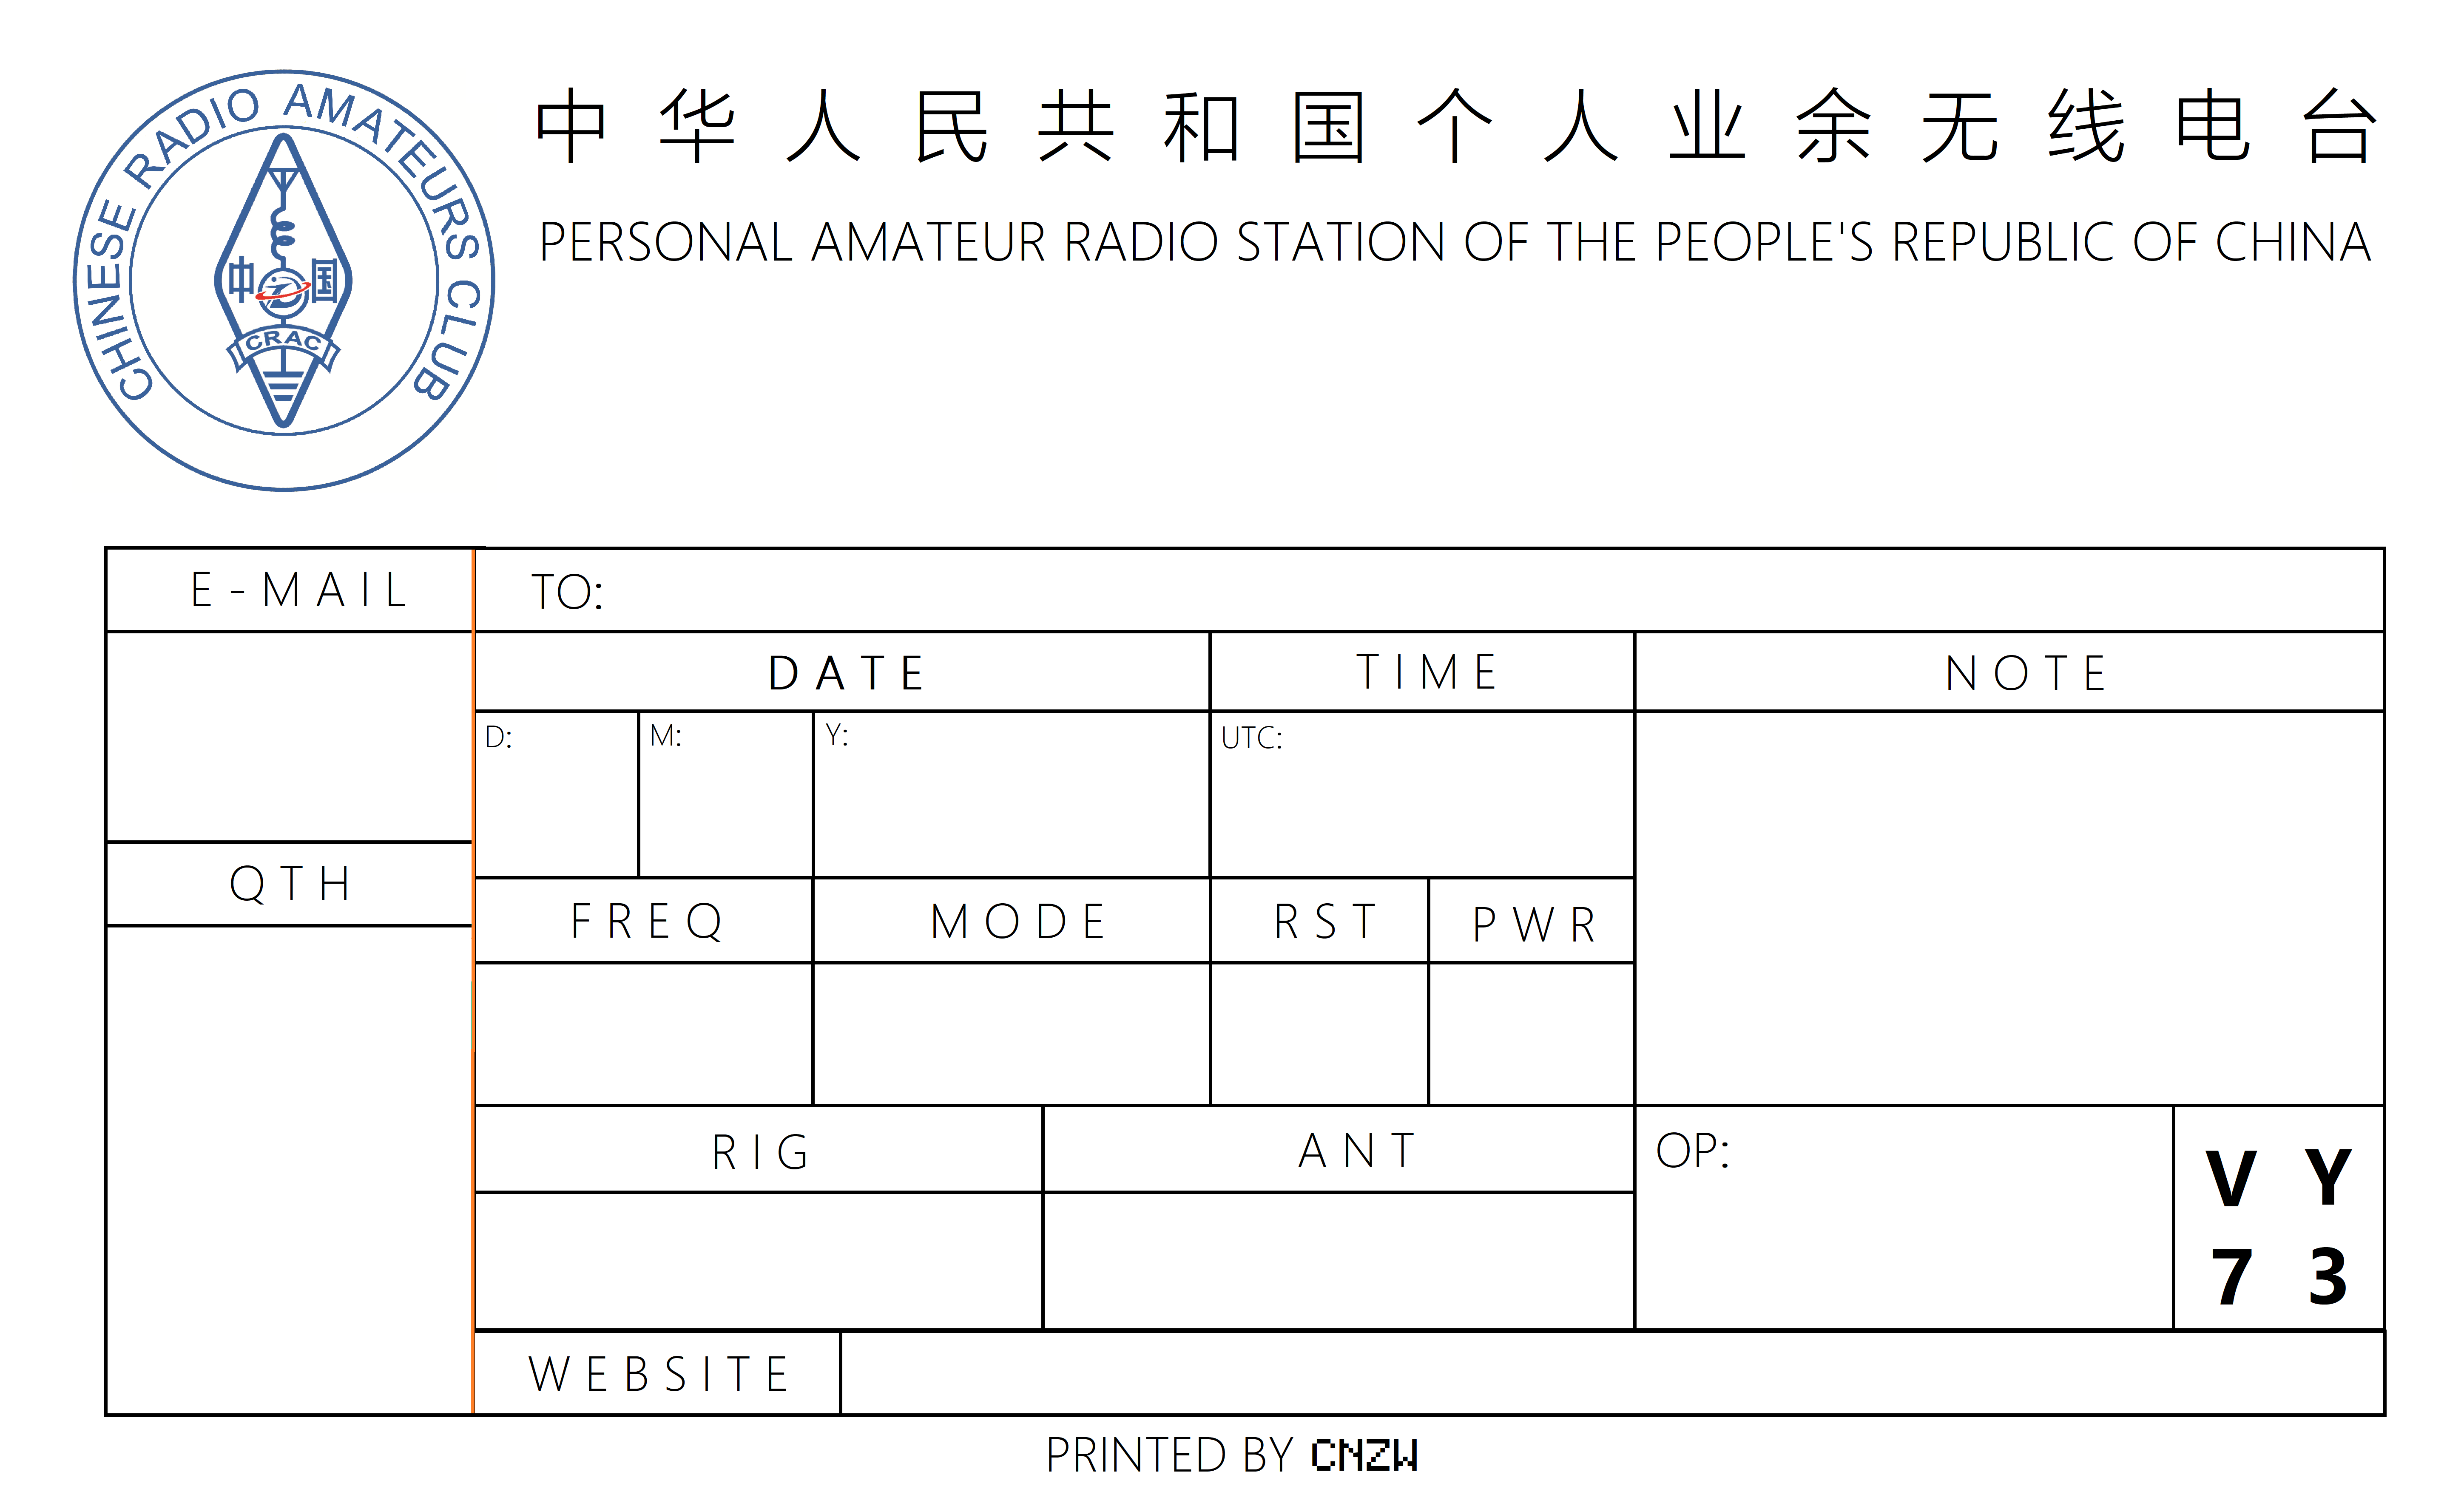 CHINESE RADIO AMATEURS CLUB
中国
CRAC
中华人民共和国个人业余无线电台
PERSONAL AMATEUR RADIO STATION OF THE PEOPLE'S REPUBLIC OF CHINA
E-MAIL
TO:
DATE
TIME
NOTE
D:
M:
Y:
UTC:
QTH
FREQ
MODE
RST
PWR
RIG
ANT
OP:
VY
73
WEBSITE
PRINTED BY CNZW